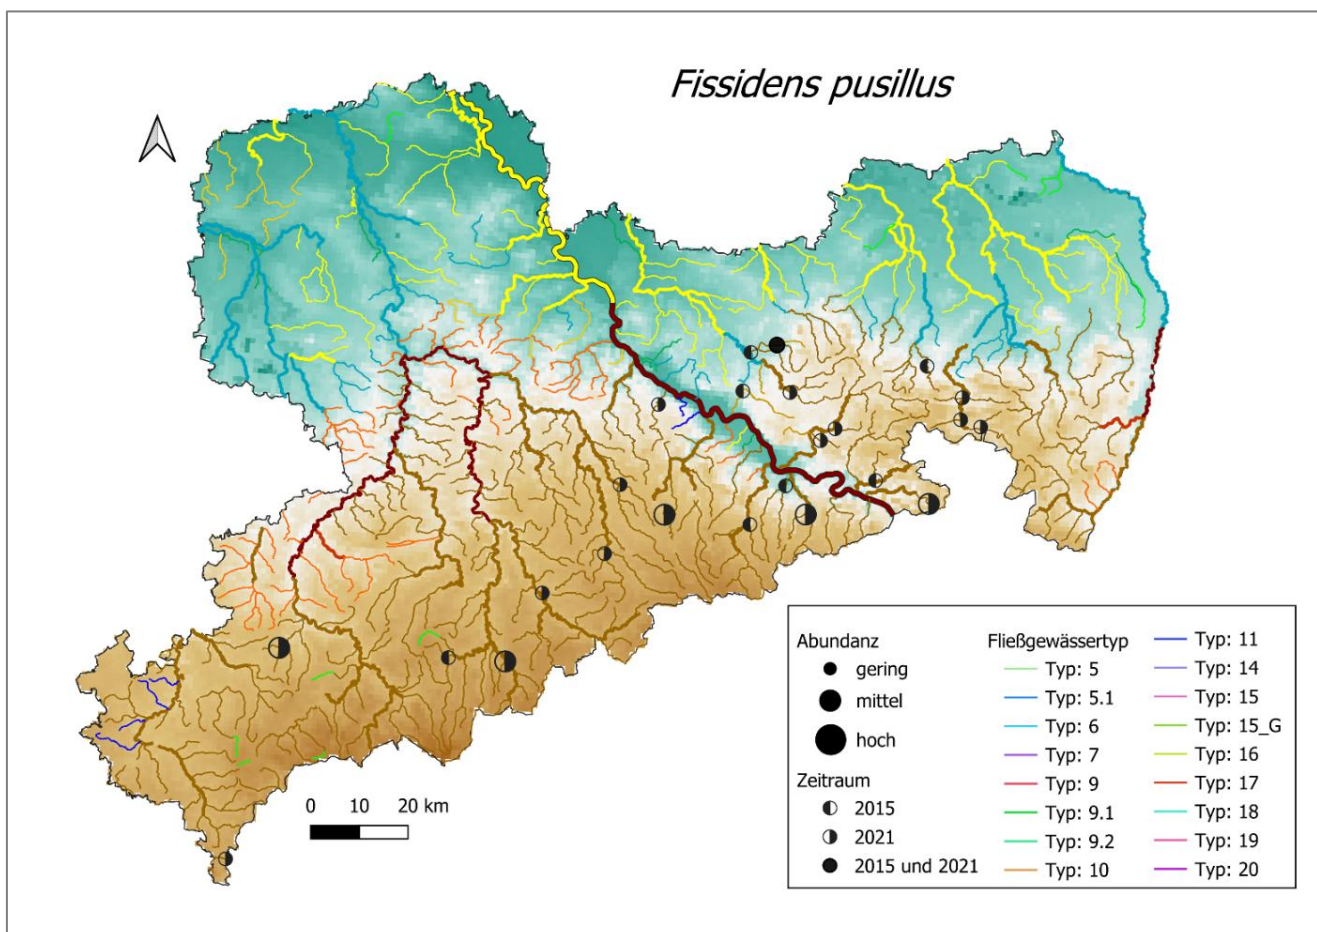 Fissidens pusillus
Abundanz
gering
mittel
hoch
Zeitraum
2015
2021
2015 und 2021
Fließgewässertyp
Typ: 5
Typ: 5.1
Typ: 6
Typ: 7
Typ: 9
Typ: 9.1
Typ: 9.2
Typ: 10
Typ: 11
Typ: 14
Typ: 15
Typ: 15_G
Typ: 16
Typ: 17
Typ: 18
Typ: 19
Typ: 20
0 10 20 km